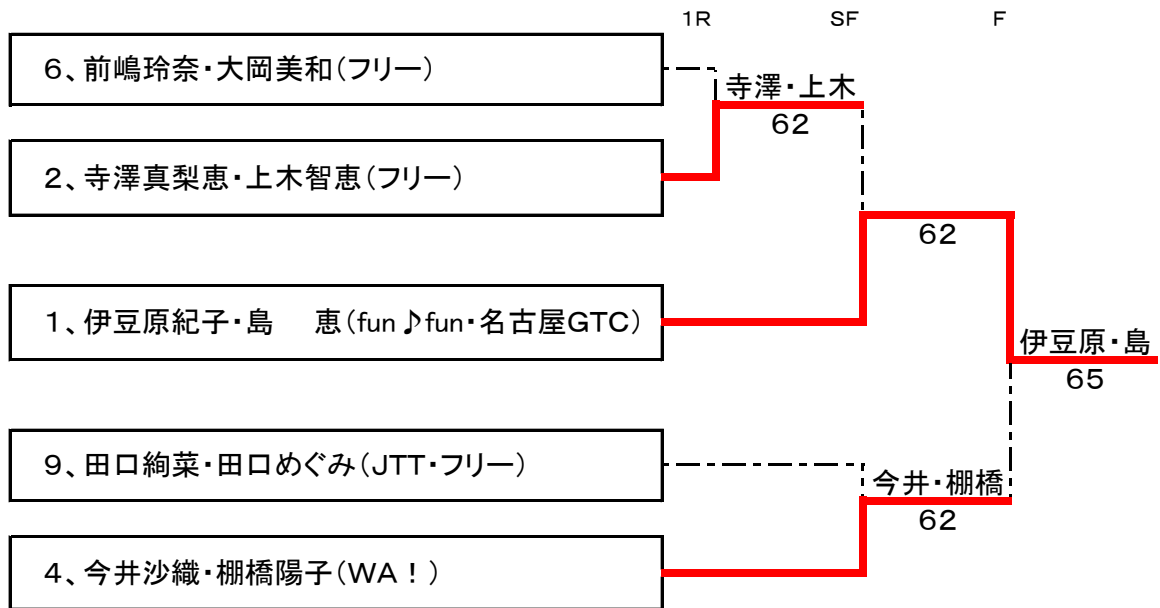 1R SF F
6、前嶋玲奈・大岡美和(フリー)
寺澤・上木
62
2、寺澤真梨恵・上木智恵(フリー)
62
1、伊豆原紀子・島　恵(fun♪fun・名古屋GTC)
伊豆原・島
65
9、田口絢菜・田口めぐみ(JTT・フリー)
今井・棚橋
62
4、今井沙織・棚橋陽子(WA！)